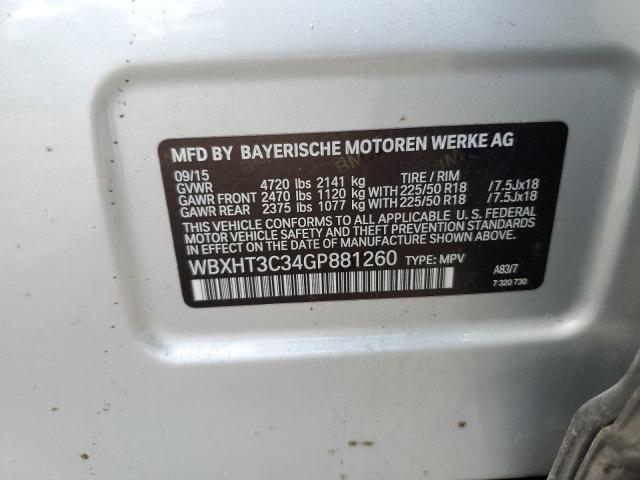 MFD BY BAYERISCHE MOTOREN WERKE AG
09/15
GVWR 4720 lbs 2141 kg TIRE / RIM
GAWR FRONT 2470 lbs 1120 kg WITH 225/50 R18 /7.5Jx18
GAWR REAR 2375 lbs 1077 kg WITH 225/50 R18 /7.5Jx18
THIS VEHICLE CONFORMS TO ALL APPLICABLE U. S. FEDERAL
MOTOR VEHICLE SAFETY, BUMPER, AND THEFT PREVENTION STANDARDS
IN EFFECT ON THE DATE OF MANUFACTURE SHOWN ABOVE.
WBXHT3C34GP881260 TYPE: MPV
A83/7
7 320 730